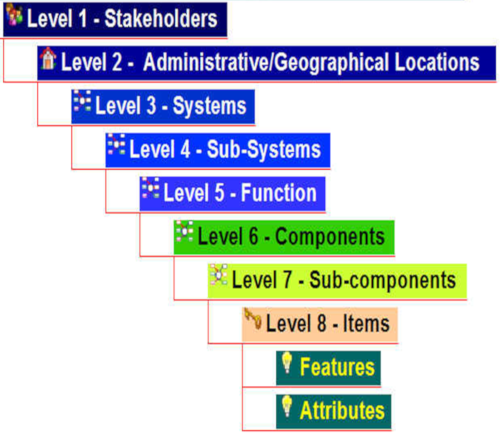 Level 1 - Stakeholders
Level 2 - Administrative/Geographical Locations
Level 3 - Systems
Level 4 - Sub-Systems
Level 5 - Function
Level 6 - Components
Level 7 - Sub-components
Level 8 - Items
Features
Attributes